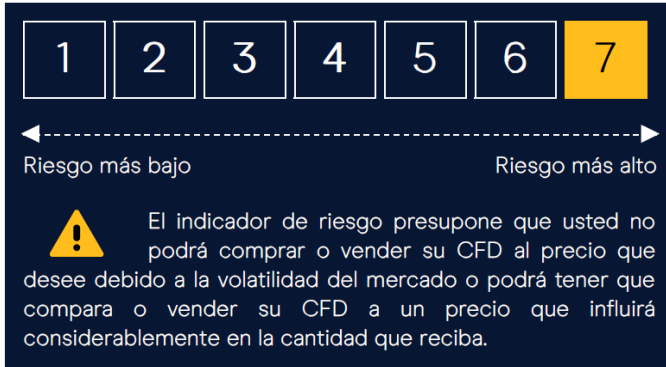 1 2 3 4 5 6 7
Riesgo más bajo Riesgo más alto
El indicador de riesgo presupone que usted no
podrá comprar o vender su CFD al precio que
desee debido a la volatilidad del mercado o podrá tener que
compara o vender su CFD a un precio que influirá
considerablemente en la cantidad que reciba.